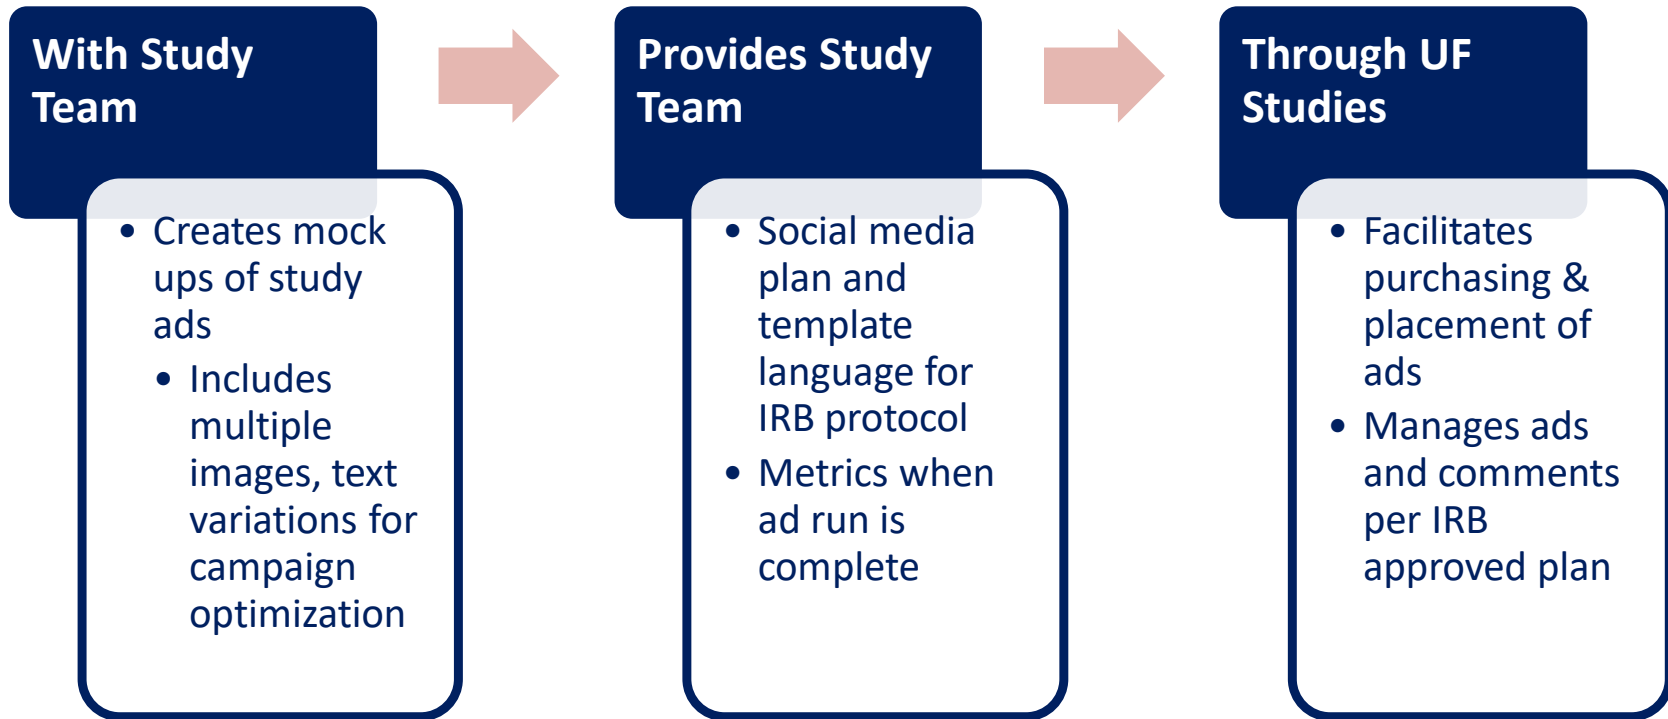 With Study
Team
• Creates mock
ups of study
ads
• Includes
multiple
images, text
variations for
campaign
optimization
Provides Study
Team
• Social media
plan and
template
language for
IRB protocol
• Metrics when
ad run is
complete
Through UF
Studies
• Facilitates
purchasing &
placement of
ads
• Manages ads
and comments
per IRB
approved plan